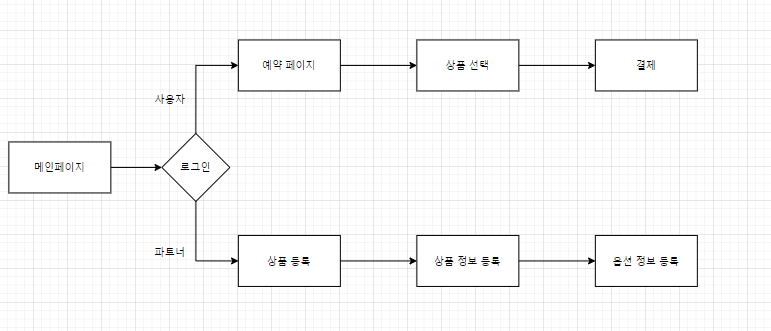 예약 페이지
상품 선택
결제
사용자
메인페이지
로그인
파트너
상품 등록
상품 정보 등록
옵션 정보 등록